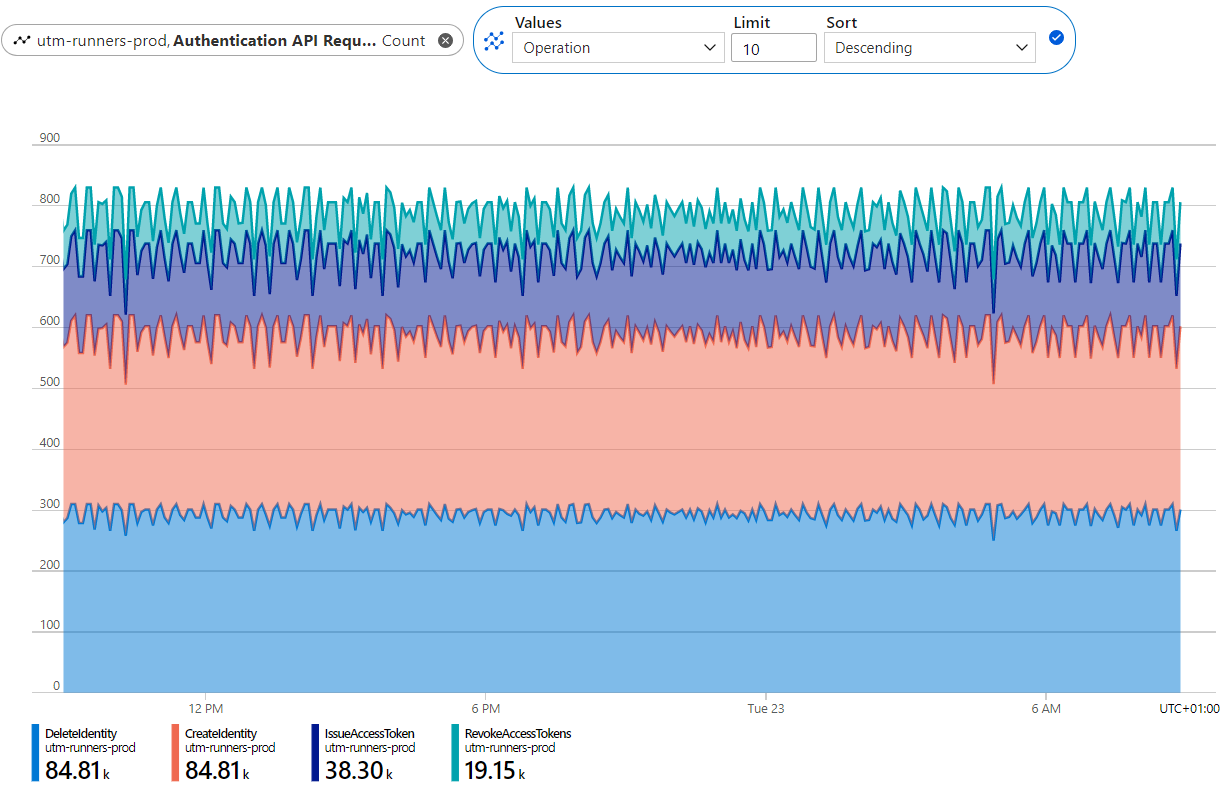 Values Limit Sort
utm-runners-prod, Authentication API Requ... Count
Operation 10 Descending
900
800
700
600
500
400
300
200
100
0
12 PM 6 PM Tue 23 6 AM UTC+01:00
DeleteIdentity CreateIdentity IssueAccessToken RevokeAccessTokens
utm-runners-prod utm-runners-prod utm-runners-prod utm-runners-prod
84.81 k 84.81 k 38.30 k 19.15 k